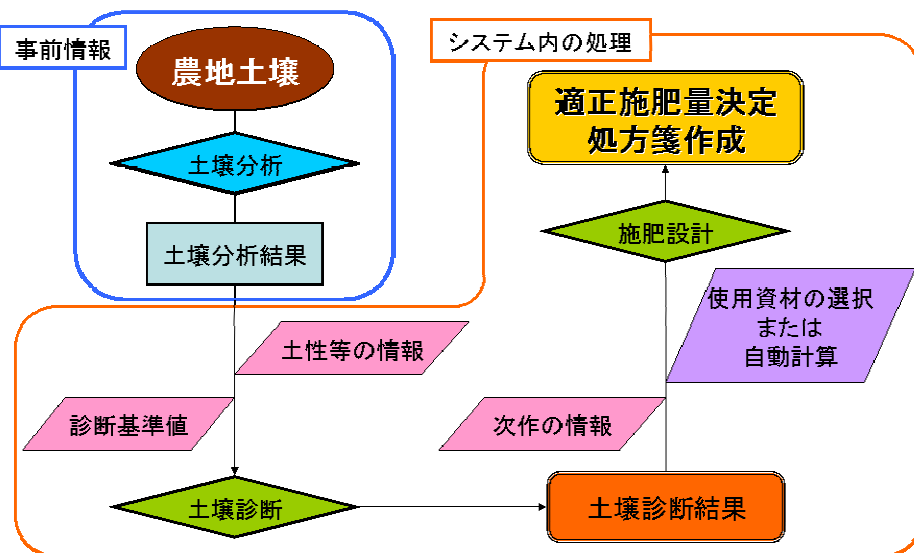 事前情報
農地土壌
土壌分析
土壌分析結果
システム内の処理
土性等の情報
診断基準値
土壌診断
土壌診断結果
次作の情報
使用資材の選択
または
自動計算
施肥設計
適正施肥量決定
処方箋作成